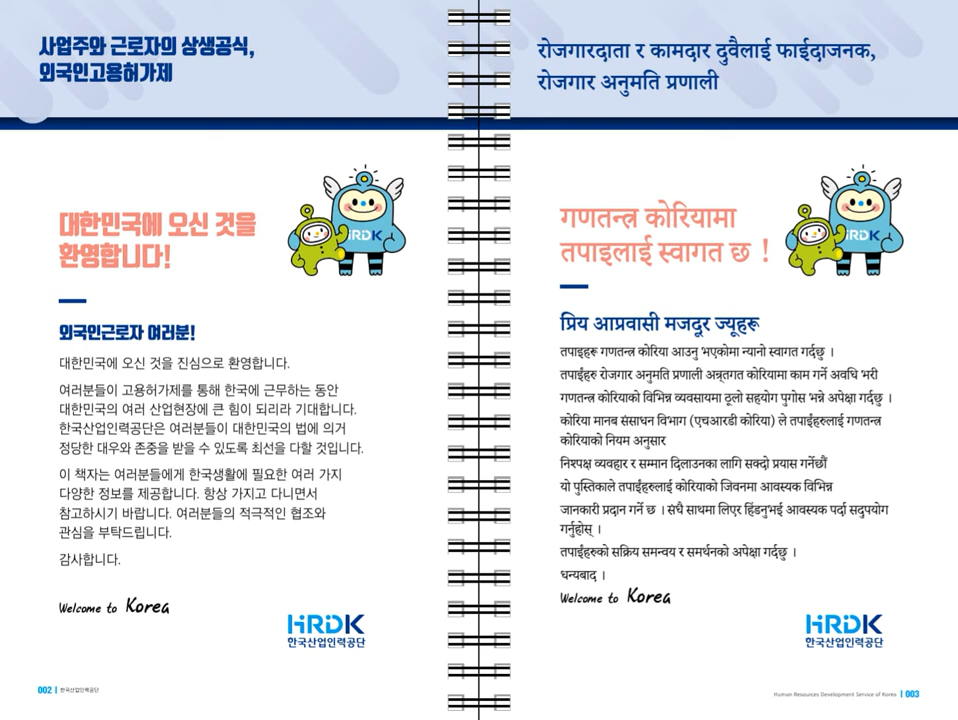 사업주와 근로자의 상생공식,
외국인고용허가제
대한민국에 오신 것을
환영합니다!
HRDK
외국인근로자 여러분!
대한민국에 오신 것을 진심으로 환영합니다.
여러분들이 고용허가제를 통해 한국에 근무하는 동안
대한민국의 여러 산업현장에 큰 힘이 되리라 기대합니다.
한국산업인력공단은 여러분들이 대한민국의 법에 의거
정당한 대우와 존중을 받을 수 있도록 최선을 다할 것입니다.
이 책자는 여러분들에게 한국생활에 필요한 여러 가지
다양한 정보를 제공합니다. 항상 가지고 다니면서
참고하시기 바랍니다. 여러분들의 적극적인 협조와
관심을 부탁드립니다.
감사합니다.
Welcome to Korea
HRDK
한국산업인력공단
002 | 한국산업인력공단
रोजगारदाता र कामदार दुवैलाई फाईदाजनक,
रोजगार अनुमति प्रणाली
गणतन्त्र कोरियामा
तपाइलाई स्वागत छ !
HRDK
प्रिय आप्रवासी मजदूर ज्यूहरू
तपाइहरू गणतन्त्र कोरिया आउनु भएकोमा न्यानो स्वागत गर्दछु ।
तपाईंहरु रोजगार अनुमति प्रणाली अन्र्तगत कोरियामा काम गर्ने अवधि भरी
गणतन्त्र कोरियाको विभिन्न व्यवसायमा ठूलो सहयोग पुगोस भन्ने अपेक्षा गर्दछु ।
कोरिया मानब संसाधन विभाग (एचआरडी कोरिया) ले तपाईंहरुलाई गणतन्त्र
कोरियाको नियम अनुसार
निश्पक्ष व्यवहार र सम्मान दिलाउनका लागि सक्दो प्रयास गर्नेछौं
यो पुस्तिकाले तपाईंहरुलाई कोरियाको जिवनमा आवस्यक विभिन्न
जानकारी प्रदान गर्ने छ । संधै साथमा लिएर हिंडनुभई आवस्यक पर्दा सदुपयोग
गर्नुहोस् ।
तपाईंहरुको सक्रिय समन्वय र समर्थनको अपेक्षा गर्दछु ।
धन्यबाद ।
Welcome to Korea
HRDK
한국산업인력공단
Human Resources Development Service of Korea | 003